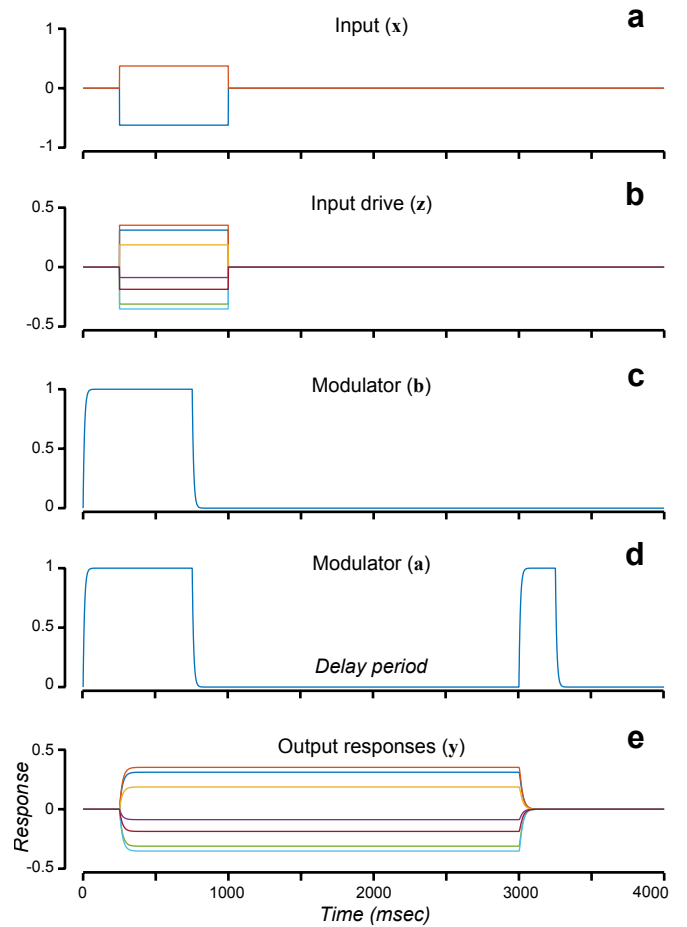 a
Input (x)
1
0
-1
b
Input drive (z)
0.5
0
-0.5
c
Modulator (b)
1
0.5
0
d
Modulator (a)
1
0.5
0
Delay period
e
Output responses (y)
0.5
0
-0.5
Response
0 1000 2000 3000 4000
Time (msec)